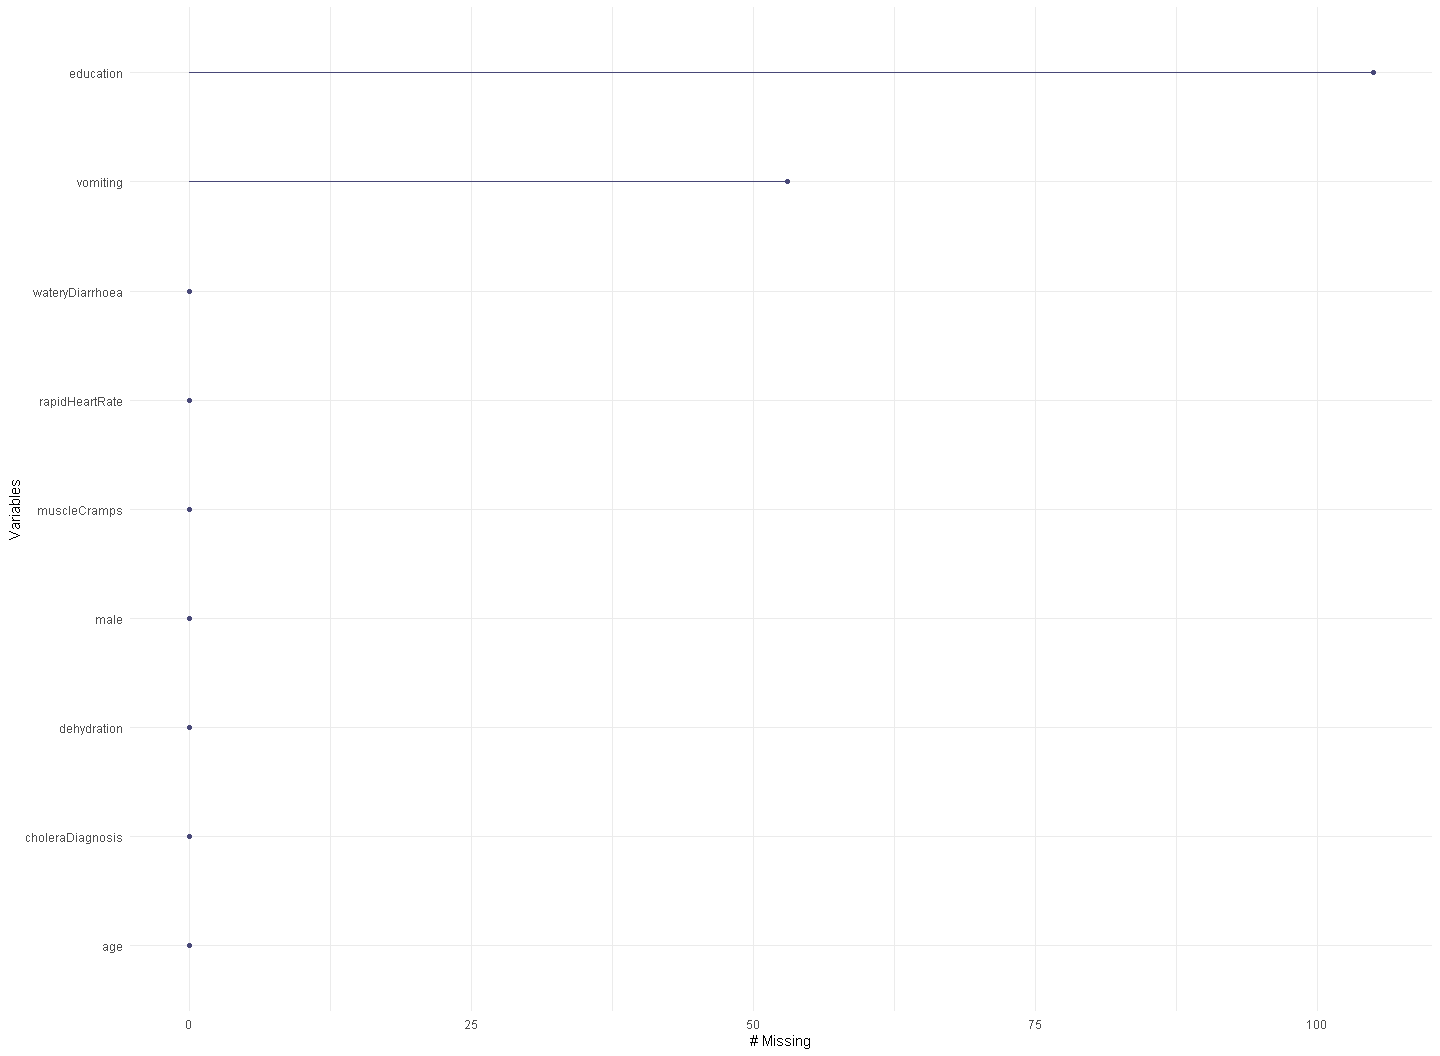 education
vomiting
wateryDiarrhoea
rapidHeartRate
muscleCramps
male
dehydration
choleraDiagnosis
age
Variables
0 25 50 75 100
# Missing